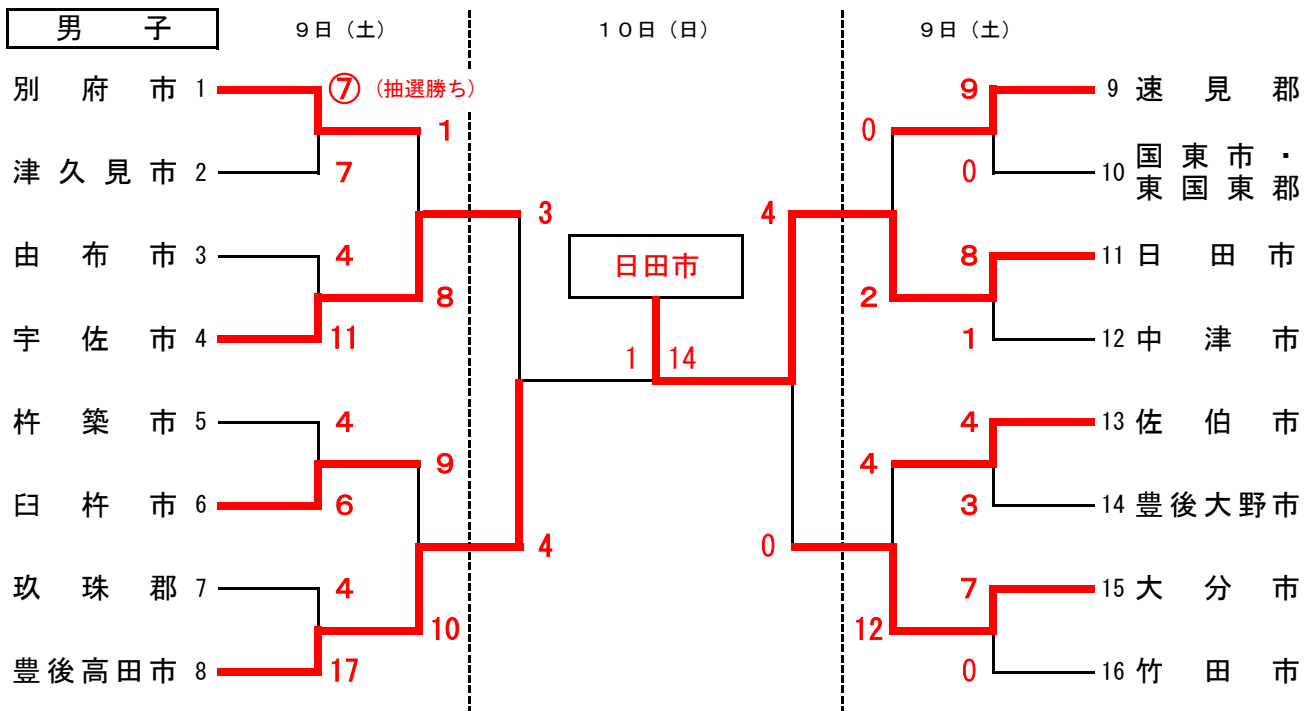 男 子
９日（土）
１０日（日）
９日（土）
別府市 1
⑦（抽選勝ち）
1
津久見市 2
7
由布市 3
4
3
8
宇佐市 4
11
杵築市 5
4
9
臼杵市 6
6
4
玖珠郡 7
4
10
豊後高田市 8
17
日田市
1 14
9 速見郡
9
0
10 国東市・
東国東郡
0
4
11 日田市
8
2
12 中津市
1
13 佐伯市
4
4
14 豊後大野市
3
0
15 大分市
7
12
16 竹田市
0